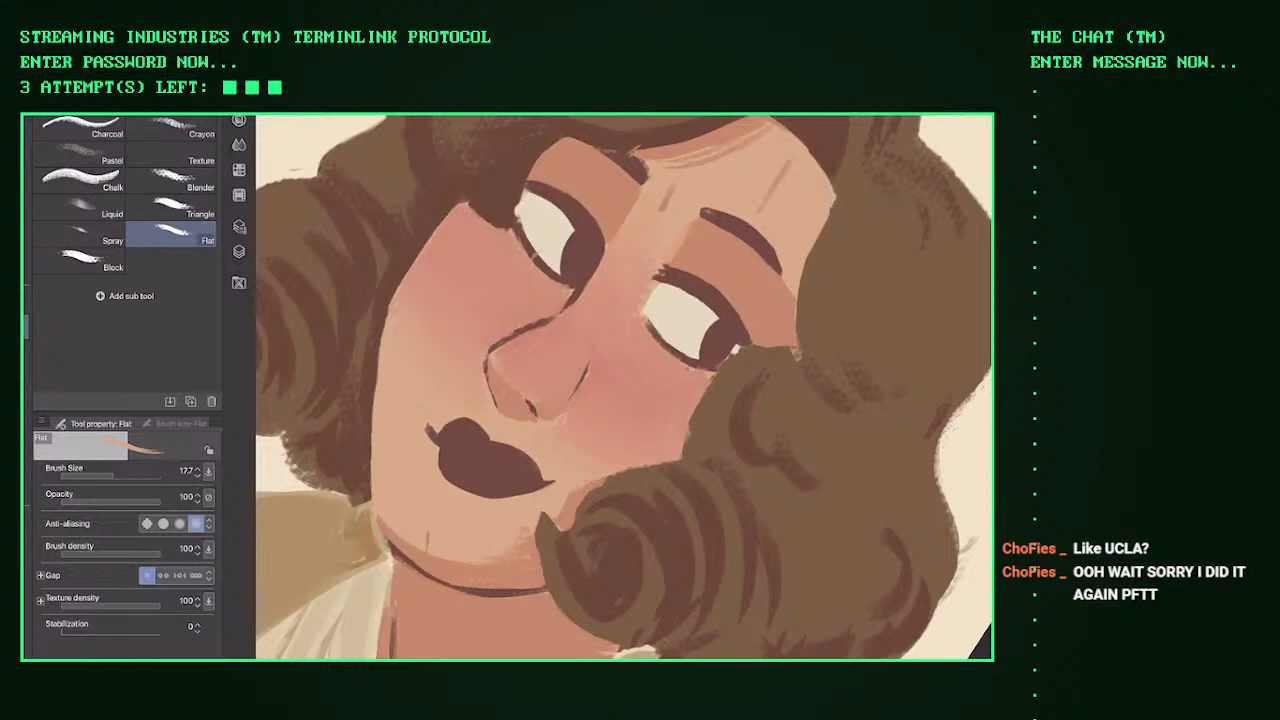 STREAMING INDUSTRIES (TM) TERMINLINK PROTOCOL
ENTER PASSWORD NOW...
3 ATTEMPT(S) LEFT:
THE CHAT (TM)
ENTER MESSAGE NOW...
Charcoal Crayon
Pastel Texture
Chalk Blender
Liquid Triangle
Spray Flat
Block
Add sub tool
Tool property: Flat Brush size: Flat
Flat
Brush Size 17.7
Opacity 100
Anti-aliasing
Brush density 100
Gap
Texture density 100
Stabilization 0
ChoFies _ Like UCLA?
ChoFies _ OOH WAIT SORRY I DID IT
AGAIN PFTT